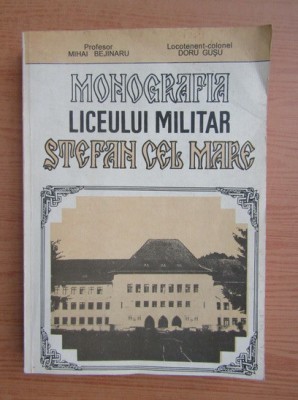 Profesor
MIHAI BEJINARU
Locotenent-colonel
DORU GUȘU
MONOGRAFIA
LICEULUI MILITAR
ȘTEFAN CEL MARE